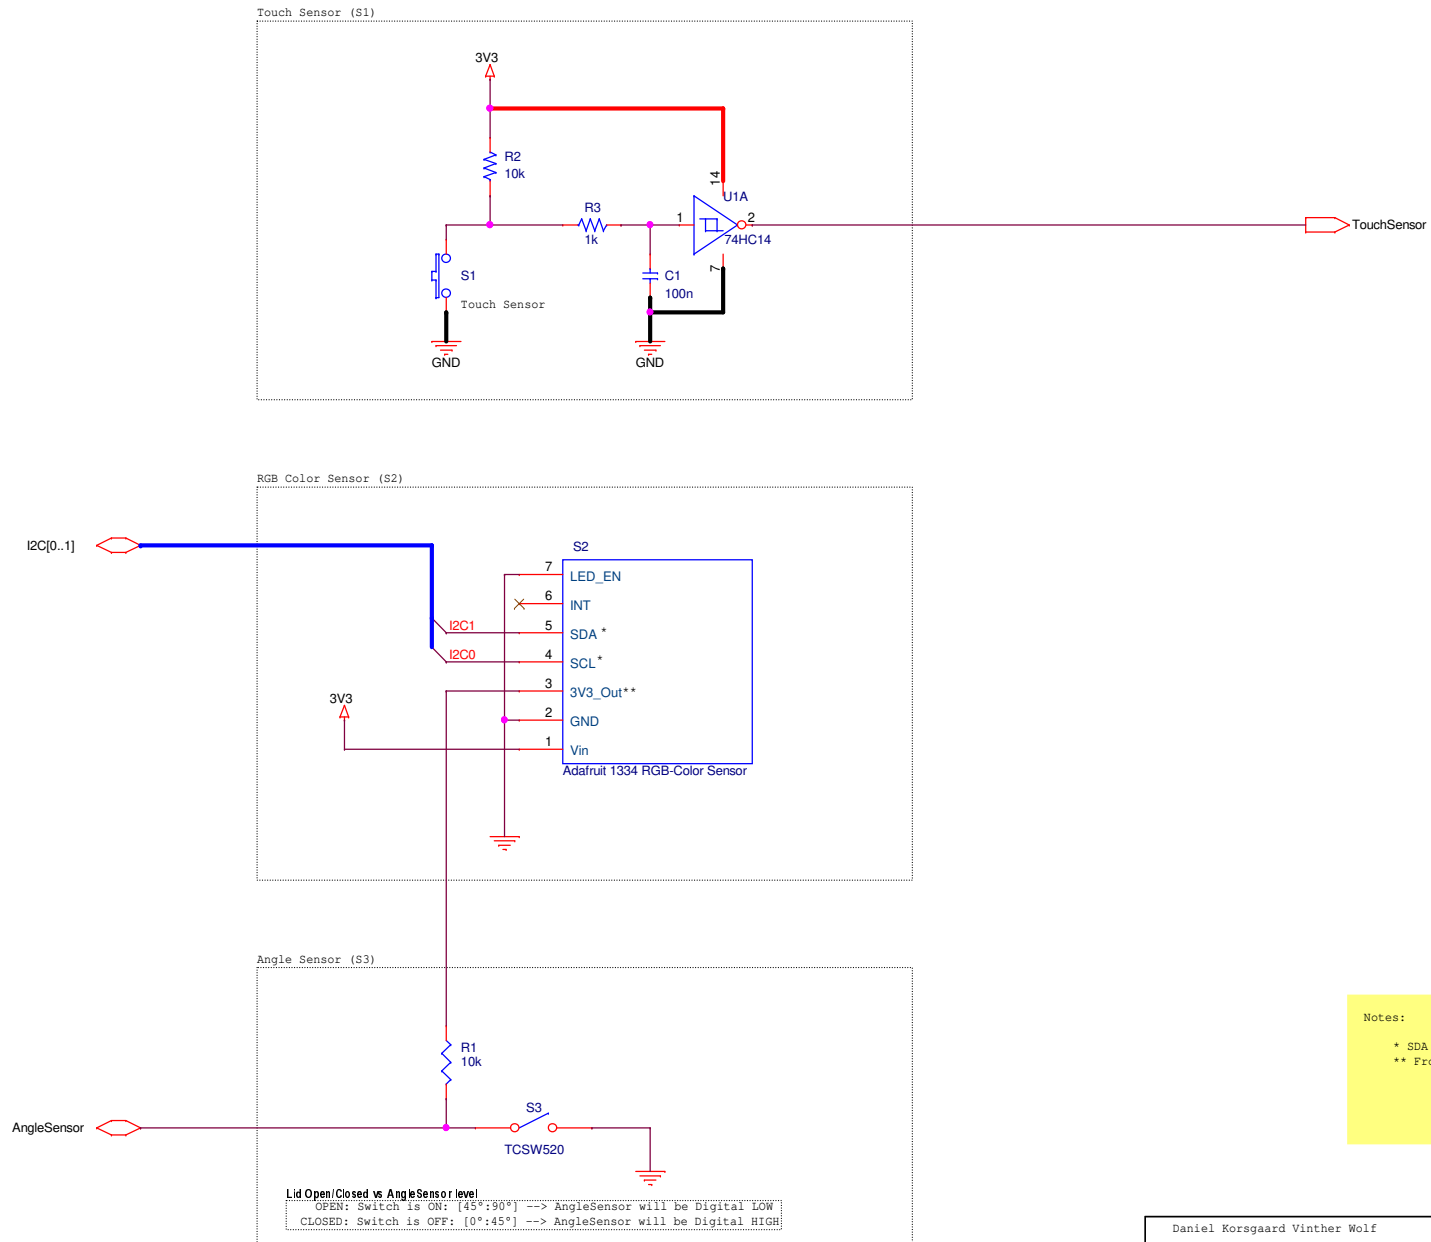 Touch Sensor (S1)
3V3
R2
10k
14
U1A
R3
1k
1
2
74HC14
TouchSensor
S1
Touch Sensor
C1
100n
7
GND
GND
RGB Color Sensor (S2)
I2C[0..1]
S2
7
LED_EN
6
INT
I2C1
5
SDA *
I2C0
4
SCL*
3V3
3
3V3_Out**
2
GND
1
Vin
Adafruit 1334 RGB-Color Sensor
Angle Sensor (S3)
R1
10k
AngleSensor
S3
TCSW520
Lid Open/Closed vs AngleSensor level
OPEN: Switch is ON: [45°:90°] --> AngleSensor will be Digital LOW
CLOSED: Switch is OFF: [0°:45°] --> AngleSensor will be Digital HIGH
Notes:
* SDA
** Fro
Daniel Korsgaard Vinther Wolf